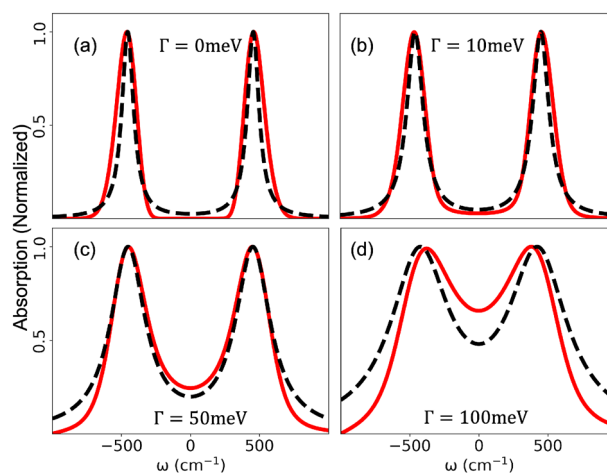 (a) Γ = 0meV
(b) Γ = 10meV
1.0
0.5
(c) Γ = 50meV
(d) Γ = 100meV
1.0
0.5
Absorption (Normalized)
−500 0 500
−500 0 500
ω (cm⁻¹)
ω (cm⁻¹)